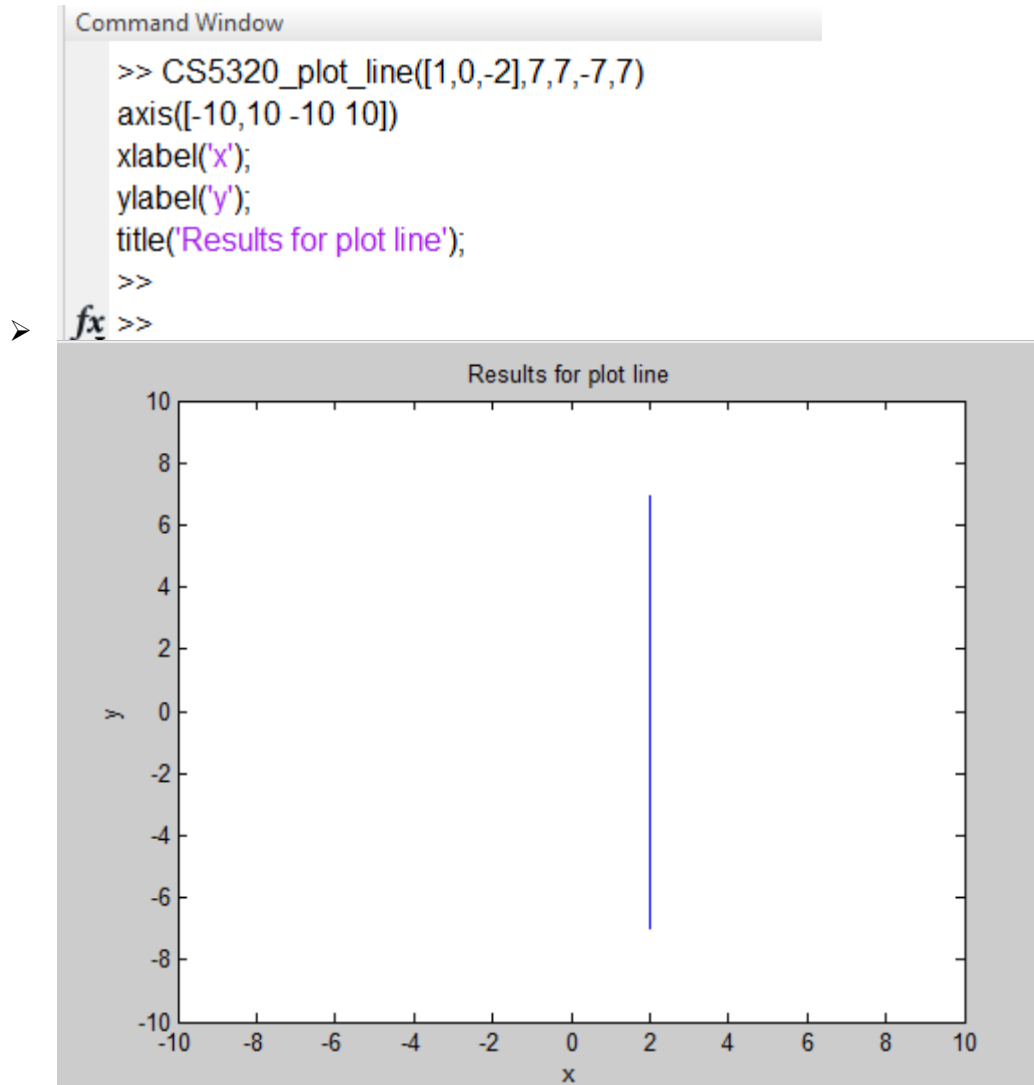 Command Window
>> CS5320_plot_line([1,0,-2],7,7,-7,7)
axis([-10,10 -10 10])
xlabel('x');
ylabel('y');
title('Results for plot line');
>>
➢ fx >>
Results for plot line
10
8
6
4
2
y 0
-2
-4
-6
-8
-10
-10 -8 -6 -4 -2 0 2 4 6 8 10
x